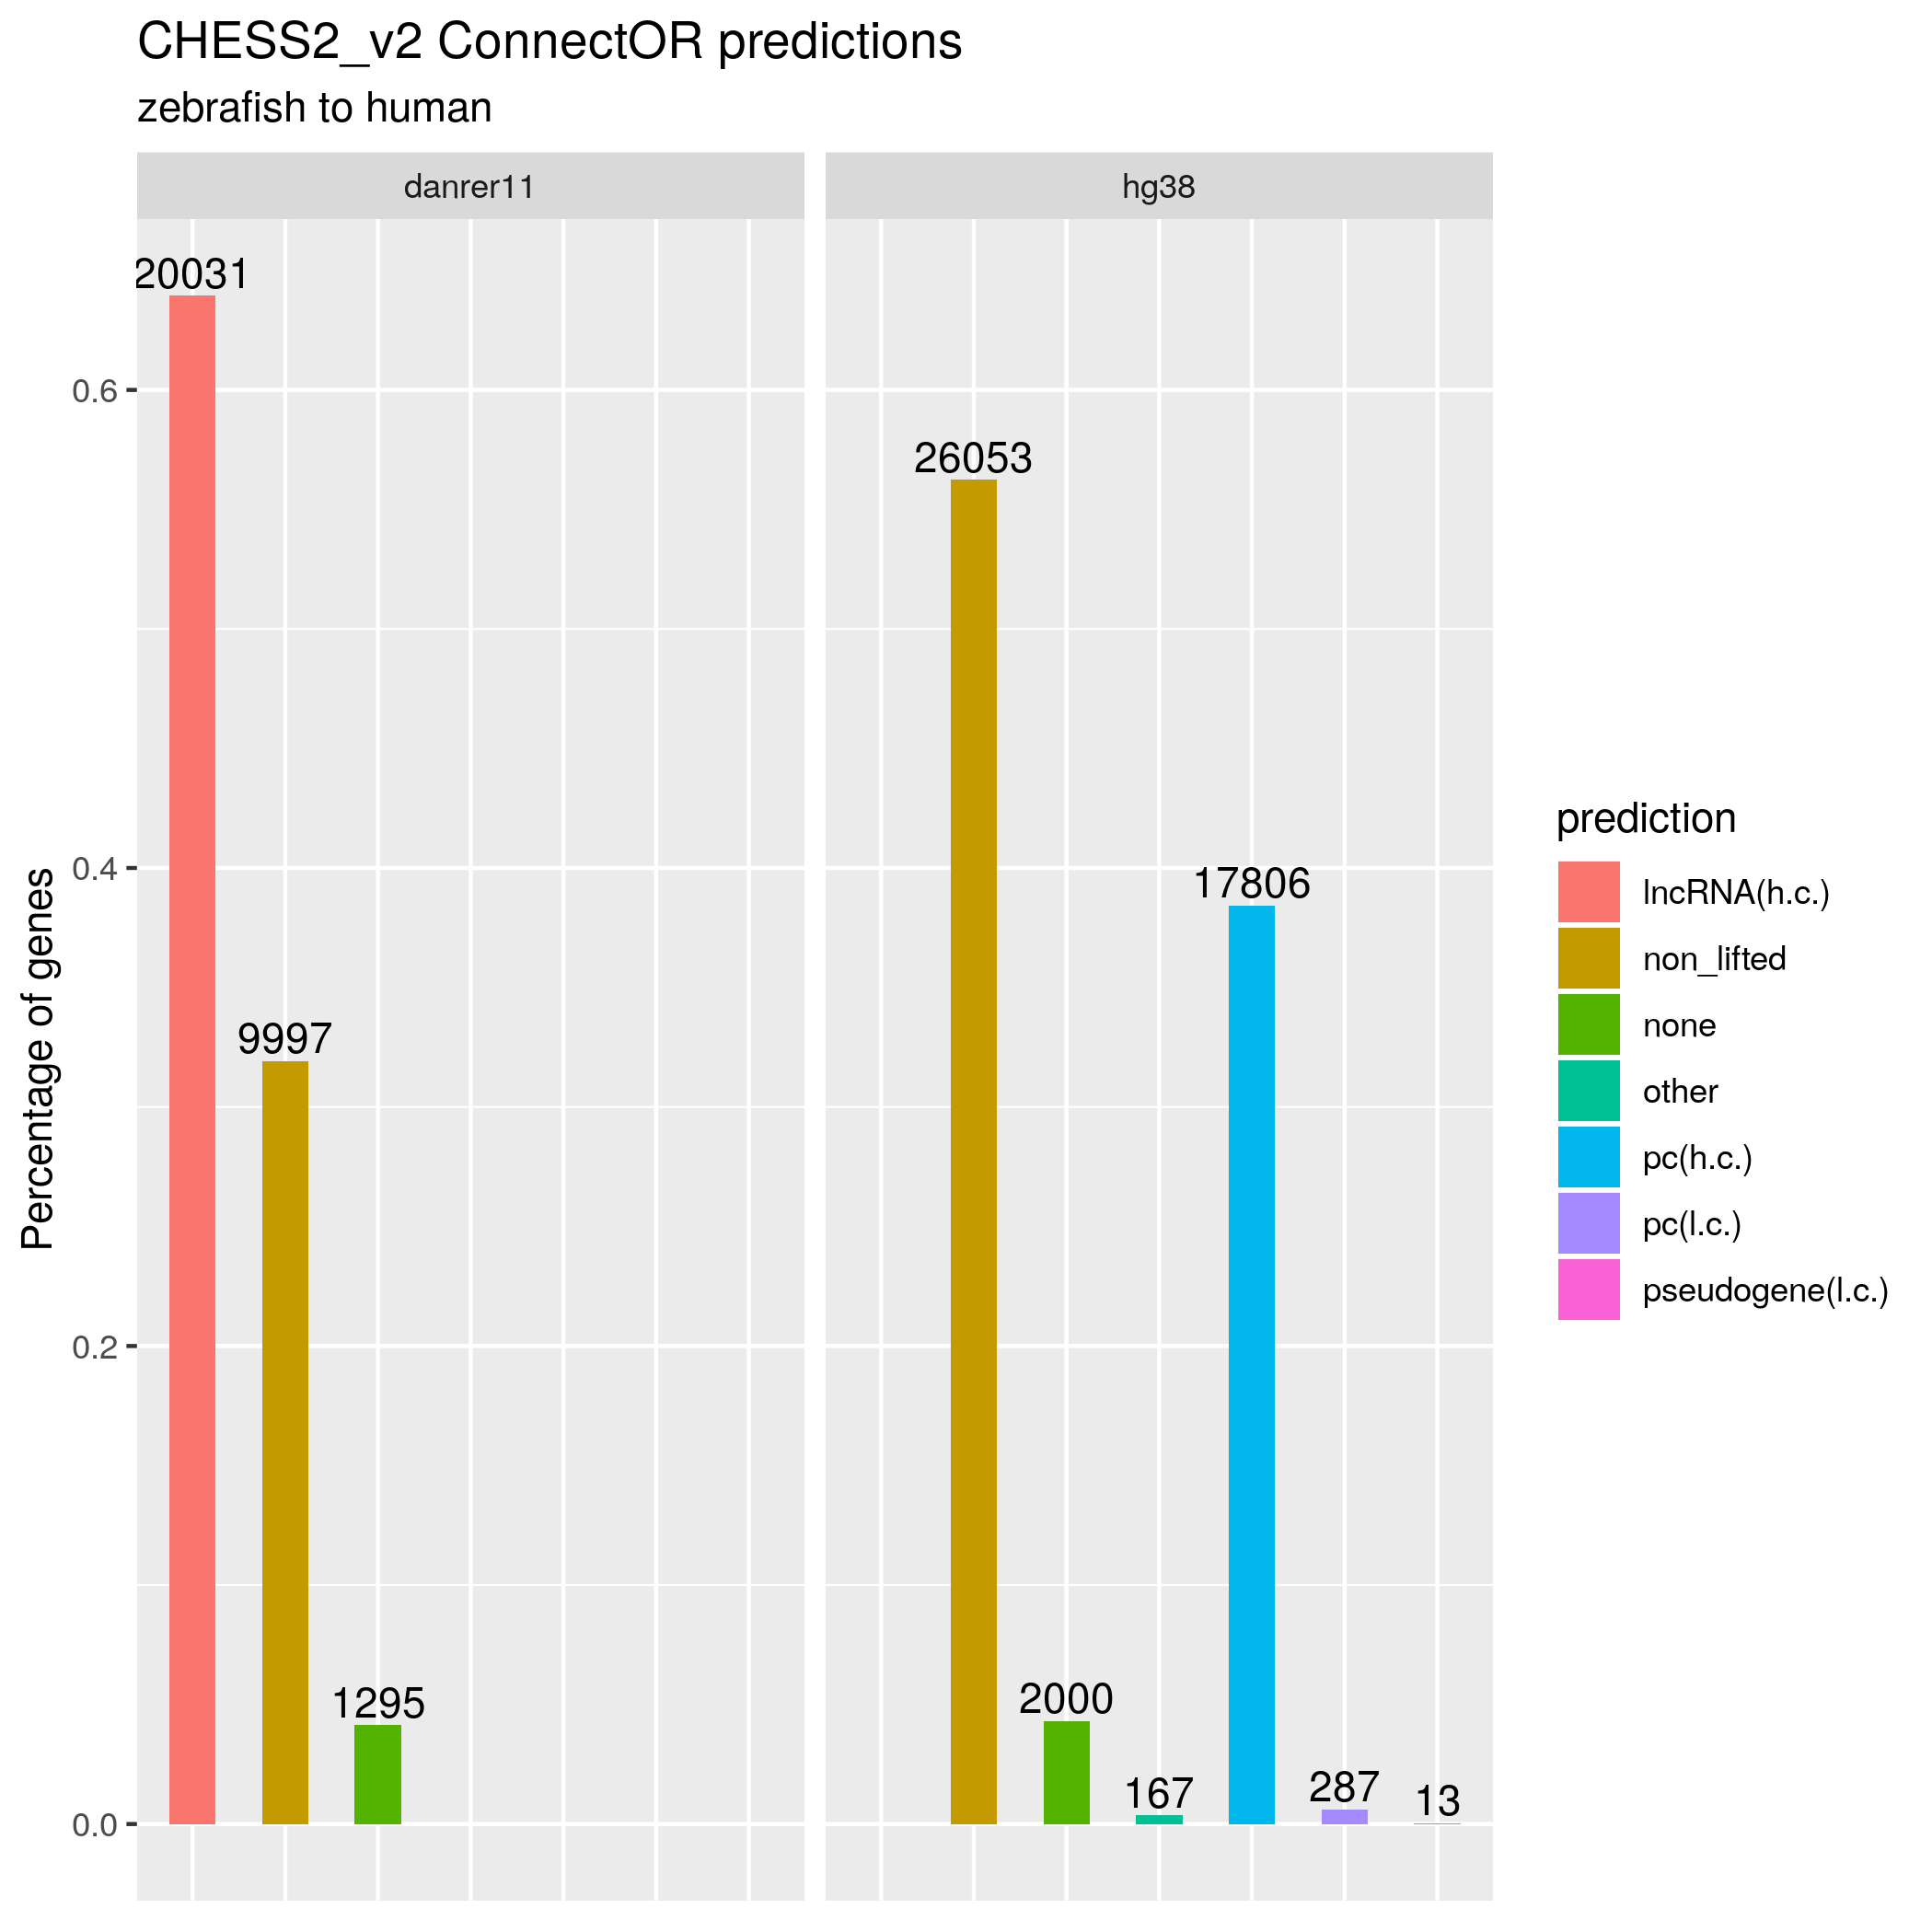 CHESS2_v2 ConnectOR predictions
zebrafish to human
danrer11
hg38
20031
26053
17806
9997
1295
2000
167
287
13
0.6
0.4
0.2
0.0
Percentage of genes
prediction
lncRNA(h.c.)
non_lifted
none
other
pc(h.c.)
pc(l.c.)
pseudogene(l.c.)